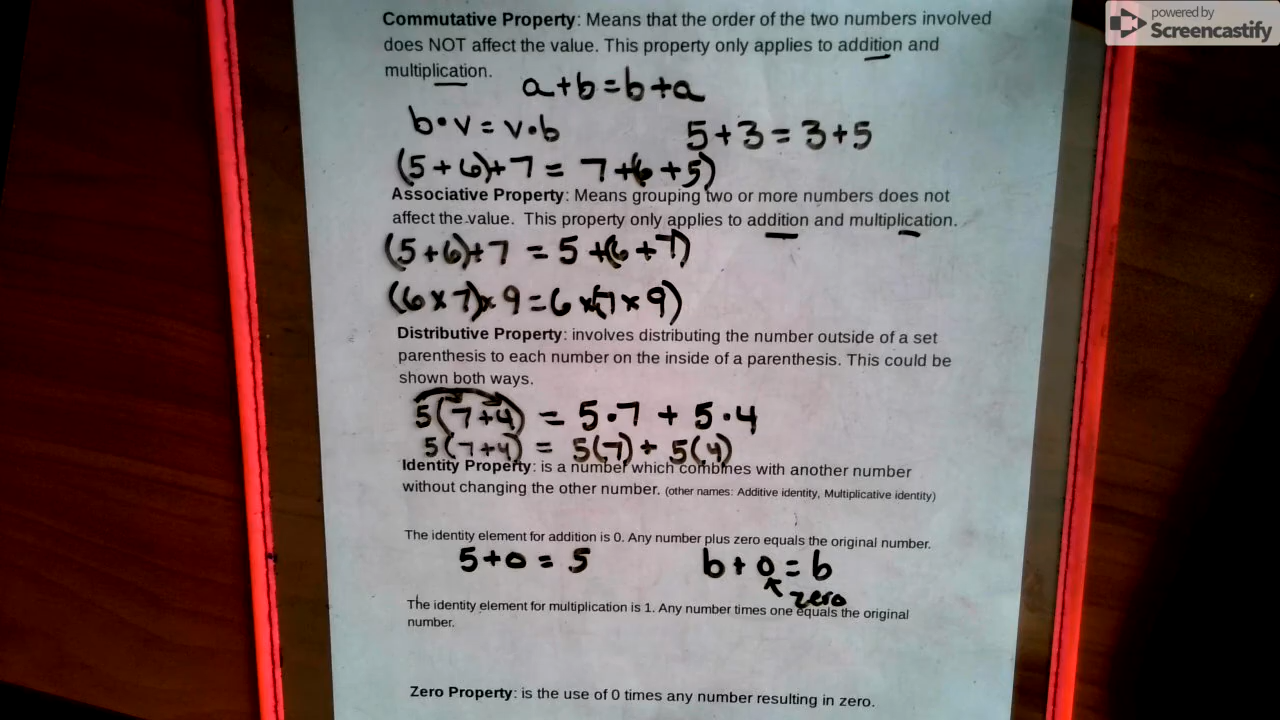 powered by
Screencastify
Commutative Property: Means that the order of the two numbers involved
does NOT affect the value. This property only applies to addition and
multiplication.
a+b=b+a
b•v=v•b
5+3=3+5
(5+6)+7= 7+(6+5)
Associative Property: Means grouping two or more numbers does not
affect the value. This property only applies to addition and multiplication.
(5+6)+7 = 5+(6+7)
(6×7)×9=6×(7×9)
Distributive Property: involves distributing the number outside of a set
parenthesis to each number on the inside of a parenthesis. This could be
shown both ways.
5(7+4) = 5•7 + 5•4
5(7+4) = 5(7) + 5(4)
Identity Property: is a number which combines with another number
without changing the other number. (other names: Additive identity, Multiplicative identity)
The identity element for addition is 0. Any number plus zero equals the original number.
5+0=5
b+0=b
zero
The identity element for multiplication is 1. Any number times one equals the original
number.
Zero Property: is the use of 0 times any number resulting in zero.